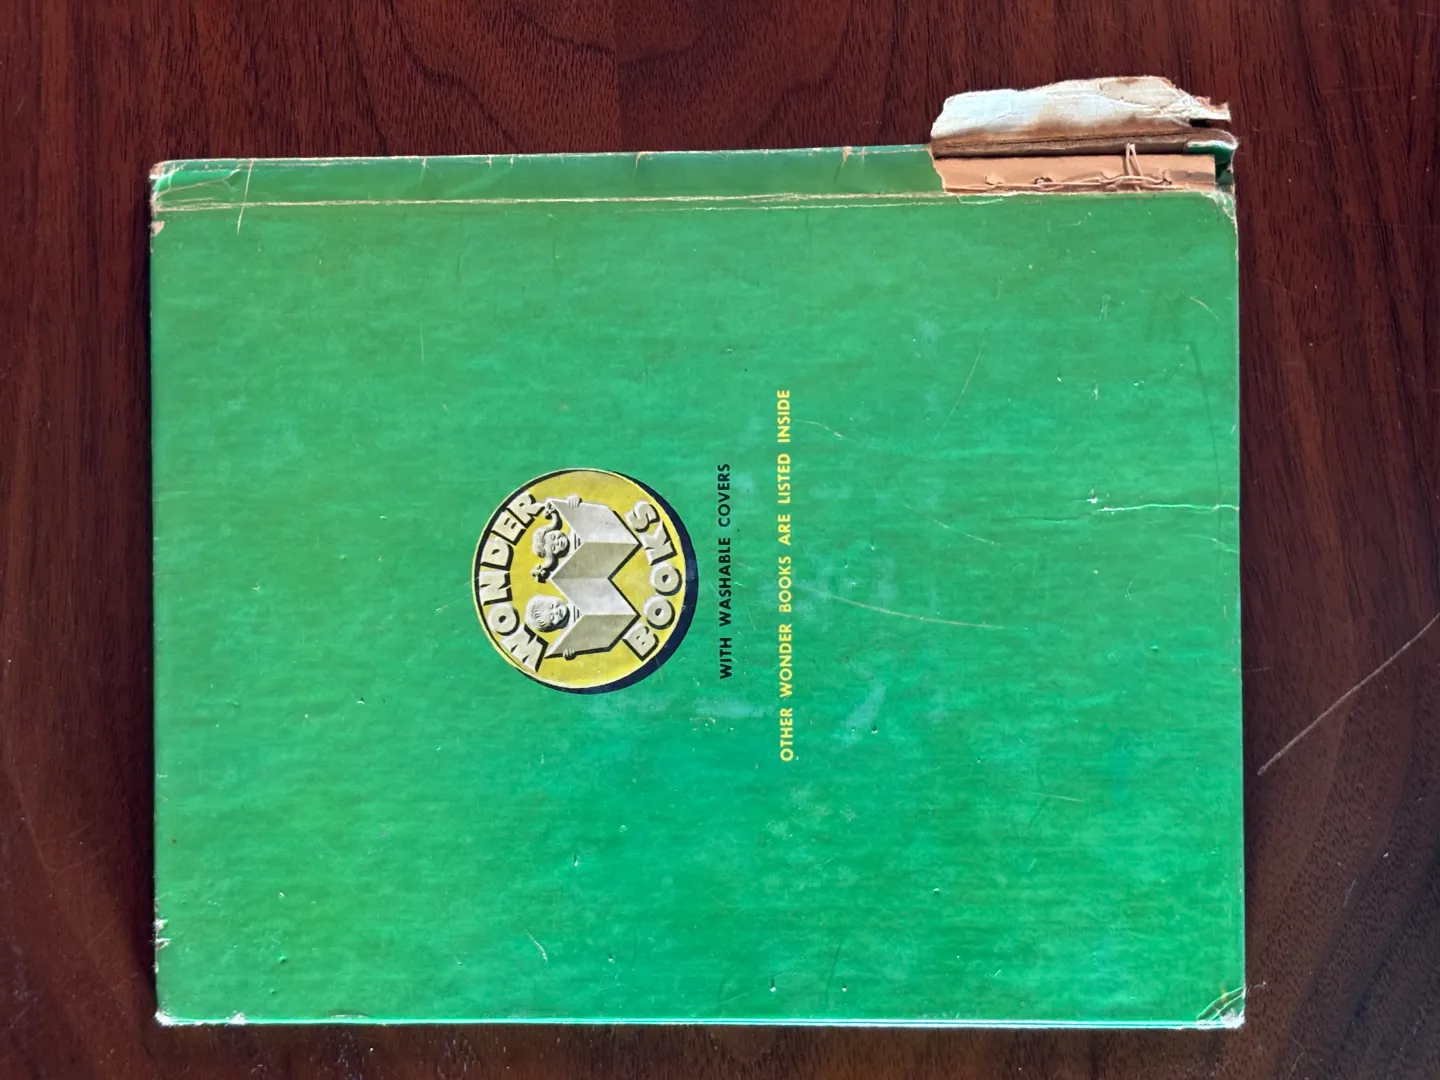 WONDER
BOOKS
WITH WASHABLE COVERS
OTHER WONDER BOOKS ARE LISTED INSIDE